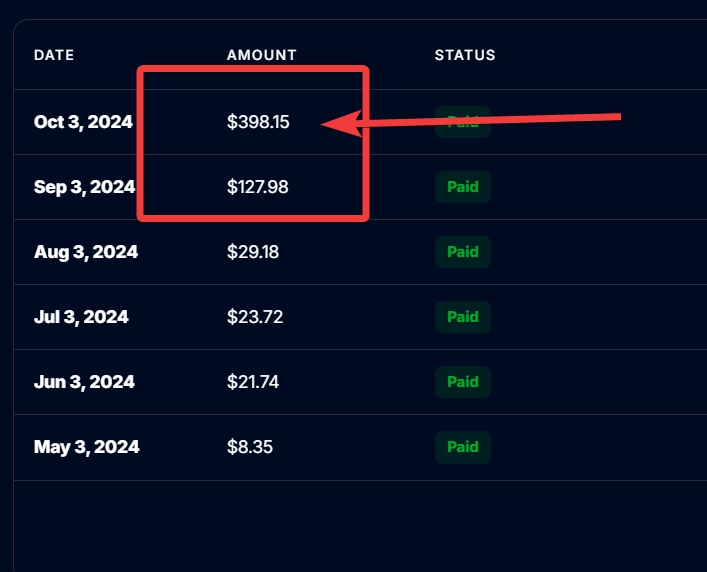 DATE AMOUNT STATUS
Oct 3, 2024 $398.15 Paid
Sep 3, 2024 $127.98 Paid
Aug 3, 2024 $29.18 Paid
Jul 3, 2024 $23.72 Paid
Jun 3, 2024 $21.74 Paid
May 3, 2024 $8.35 Paid